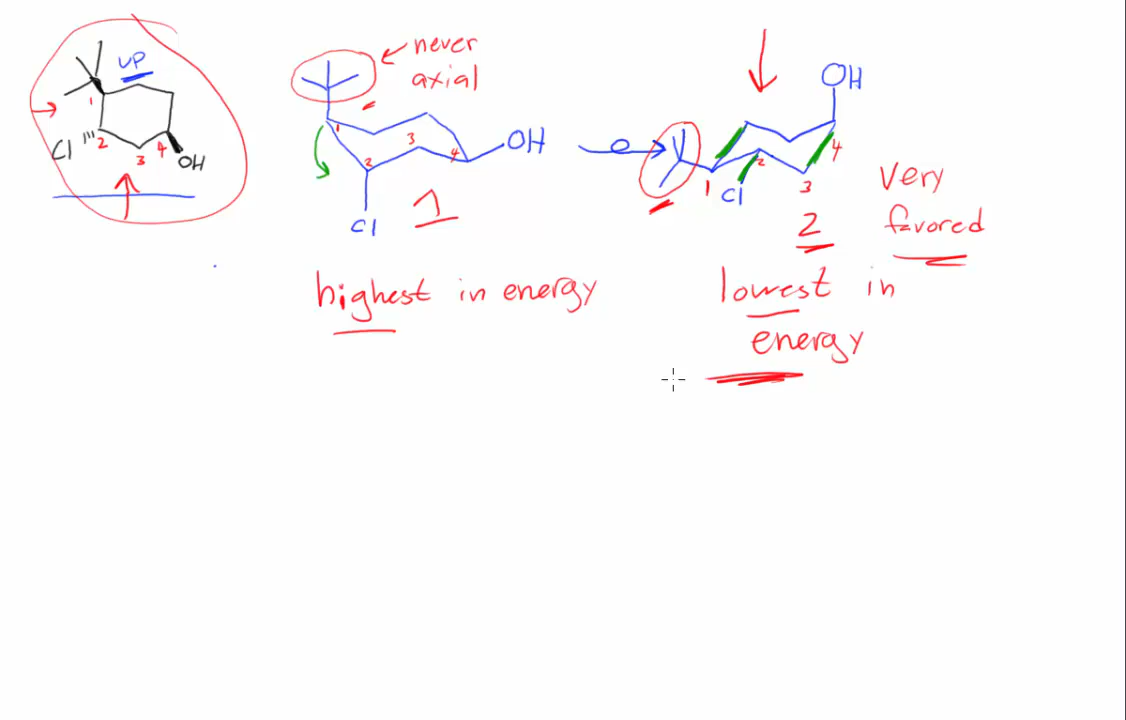 UP
1
Cl
2
3
4
OH
never
axial
1
2
3
4
OH
Cl
1
highest in energy
OH
1
2
3
4
Cl
2
very
favored
lowest in
energy